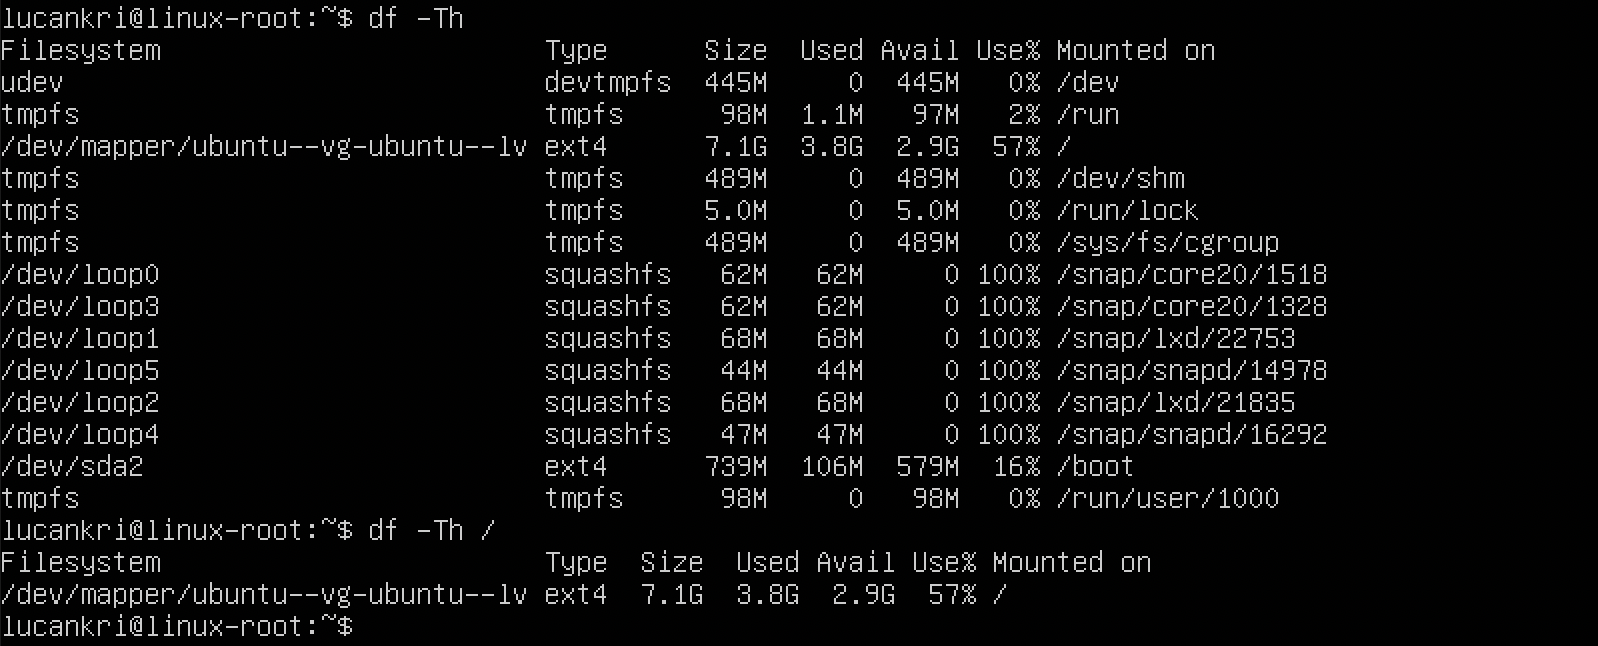 lucankri@linux-root:~$ df -Th
Filesystem                        Type      Size  Used Avail Use% Mounted on
udev                              devtmpfs  445M     0  445M   0% /dev
tmpfs                             tmpfs      98M  1.1M   97M   2% /run
/dev/mapper/ubuntu--vg-ubuntu--lv ext4      7.1G  3.8G  2.9G  57% /
tmpfs                             tmpfs     489M     0  489M   0% /dev/shm
tmpfs                             tmpfs     5.0M     0  5.0M   0% /run/lock
tmpfs                             tmpfs     489M     0  489M   0% /sys/fs/cgroup
/dev/loop0                        squashfs   62M   62M     0 100% /snap/core20/1518
/dev/loop3                        squashfs   62M   62M     0 100% /snap/core20/1328
/dev/loop1                        squashfs   68M   68M     0 100% /snap/lxd/22753
/dev/loop5                        squashfs   44M   44M     0 100% /snap/snapd/14978
/dev/loop2                        squashfs   68M   68M     0 100% /snap/lxd/21835
/dev/loop4                        squashfs   47M   47M     0 100% /snap/snapd/16292
/dev/sda2                         ext4      739M  106M  579M  16% /boot
tmpfs                             tmpfs      98M     0   98M   0% /run/user/1000
lucankri@linux-root:~$ df -Th /
Filesystem                        Type  Size  Used Avail Use% Mounted on
/dev/mapper/ubuntu--vg-ubuntu--lv ext4  7.1G  3.8G  2.9G  57% /
lucankri@linux-root:~$